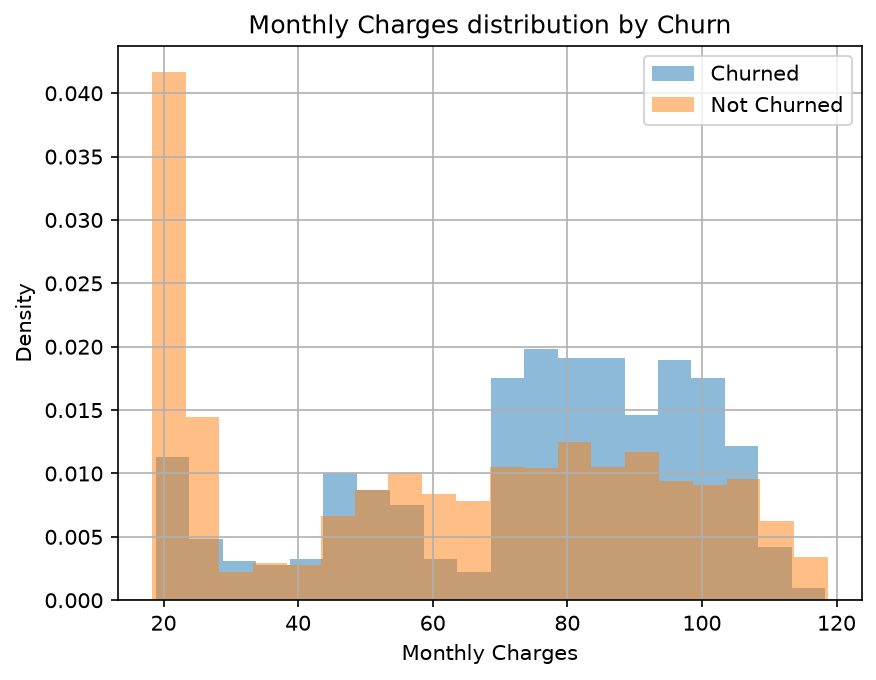 Monthly Charges distribution by Churn
Churned
Not Churned
0.040
0.035
0.030
0.025
0.020
0.015
0.010
0.005
0.000
Density
20 40 60 80 100 120
Monthly Charges